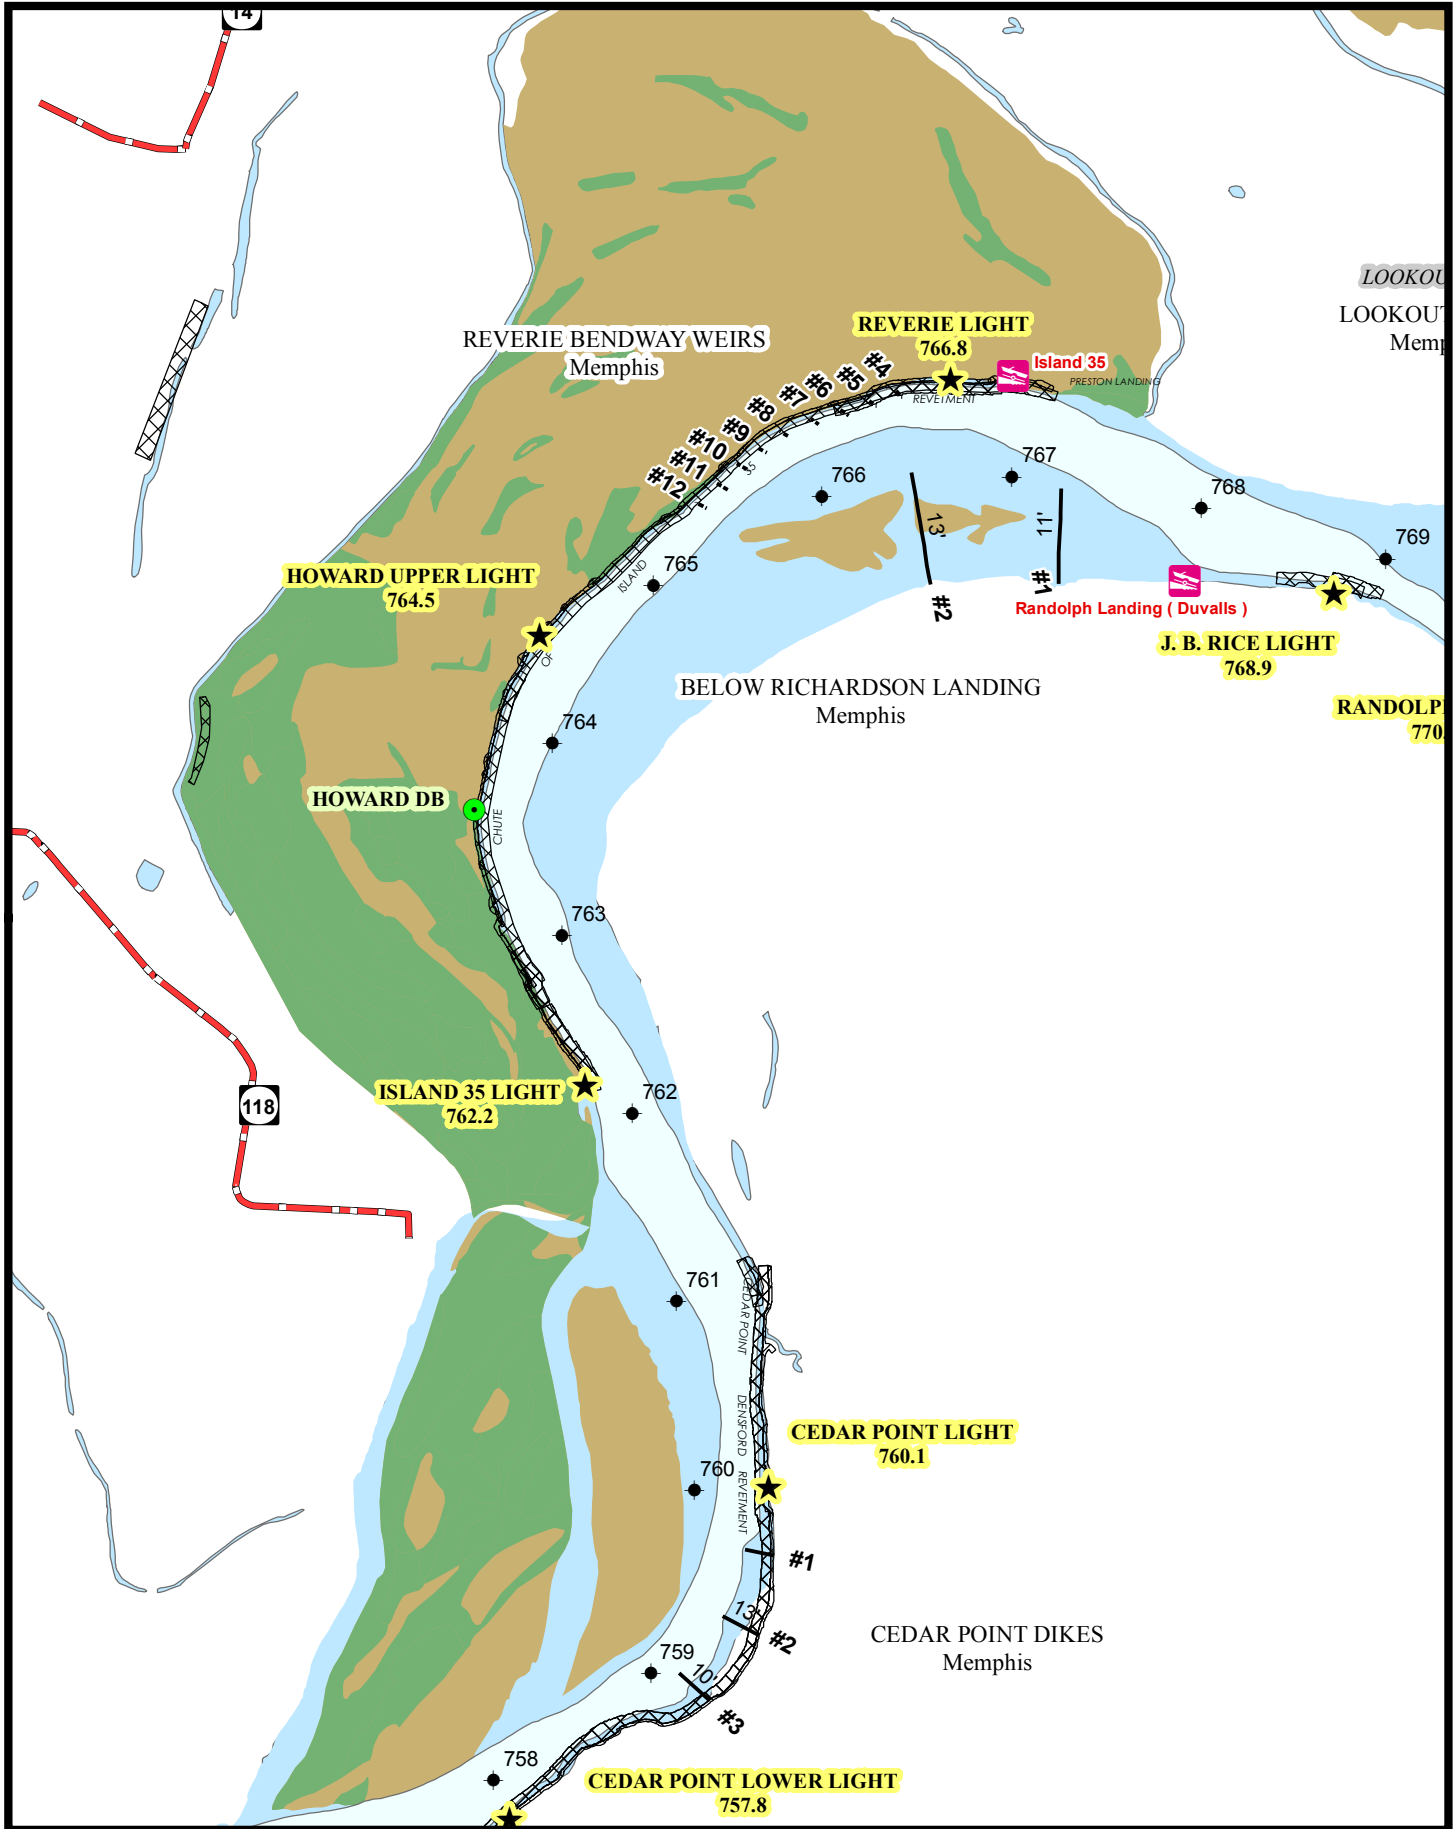 14
LOOKOU
LOOKOUT
Memp
REVERIE LIGHT
766.8
REVERIE BENDWAY WEIRS
Memphis
Island 35
PRESTON LANDING
REVETMENT
#4
#5
#6
#7
#8
#9
#10
#11
#12
35
767
766
768
769
13'
11'
#1
#2
765
ISLAND
HOWARD UPPER LIGHT
764.5
Randolph Landing ( Duvalls )
J. B. RICE LIGHT
768.9
OF
BELOW RICHARDSON LANDING
Memphis
RANDOLP
770.
764
HOWARD DB
CHUTE
763
ISLAND 35 LIGHT
762.2
762
118
761
CEDAR POINT
DENSFORD
REVETMENT
CEDAR POINT LIGHT
760.1
760
#1
13'
#2
CEDAR POINT DIKES
Memphis
759
10'
#3
758
CEDAR POINT LOWER LIGHT
757.8